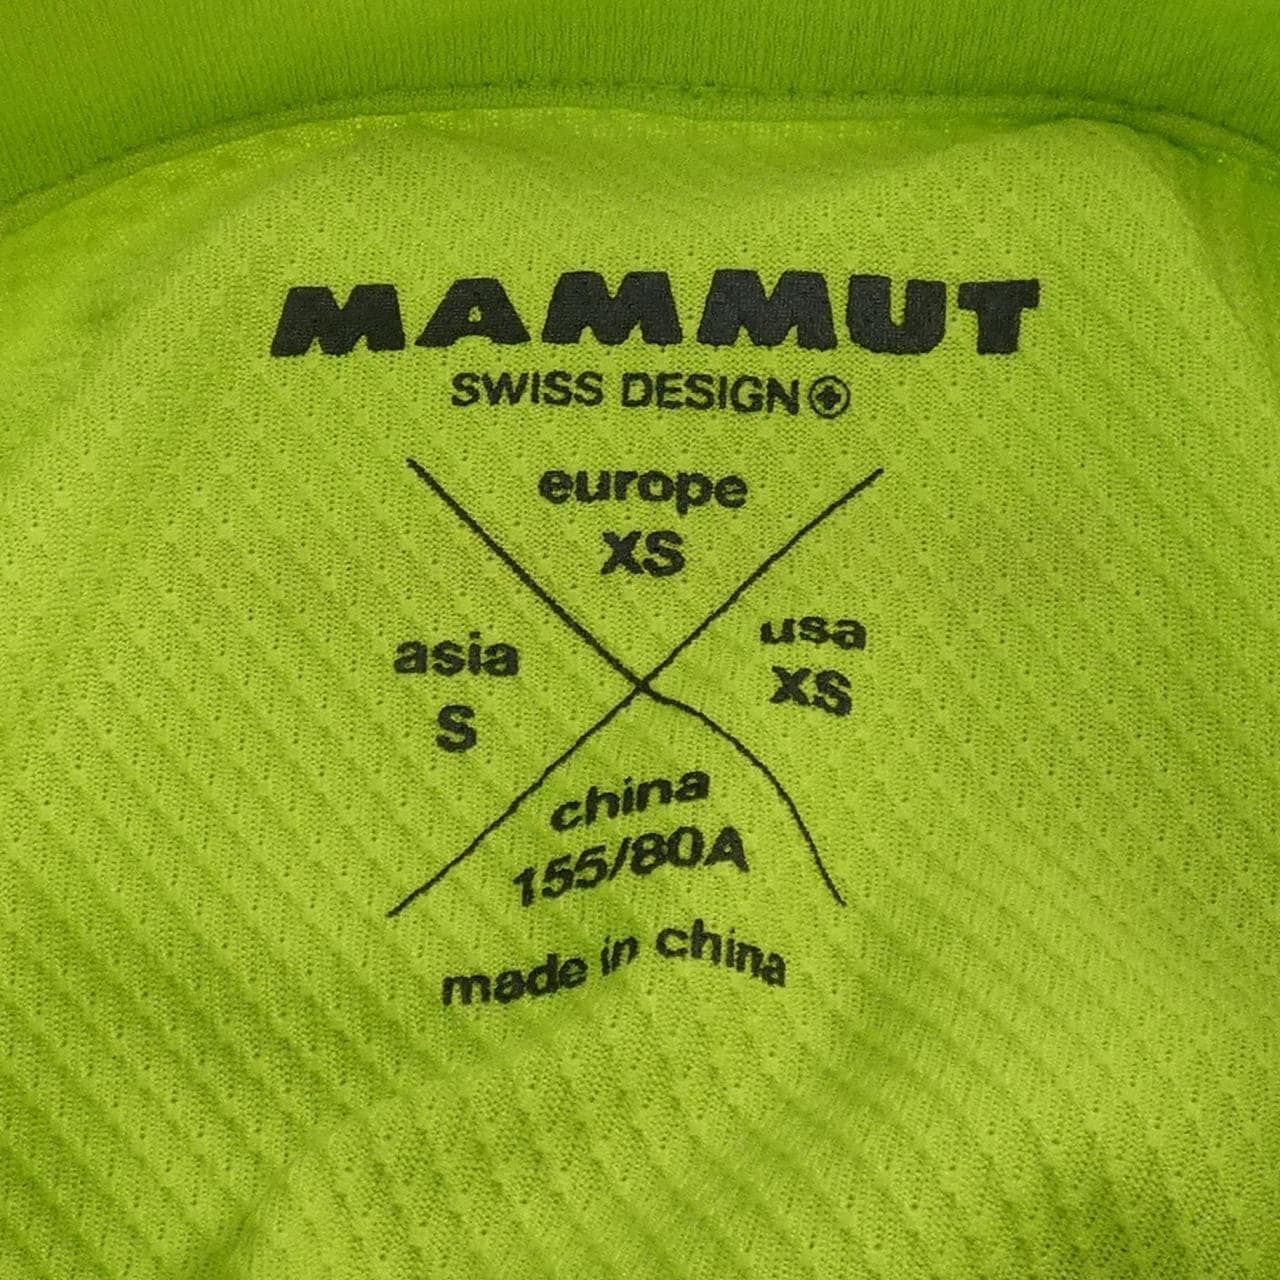 MAMMUT
SWISS DESIGN
europe
XS
asia
S
usa
XS
china
155/80A
made in china